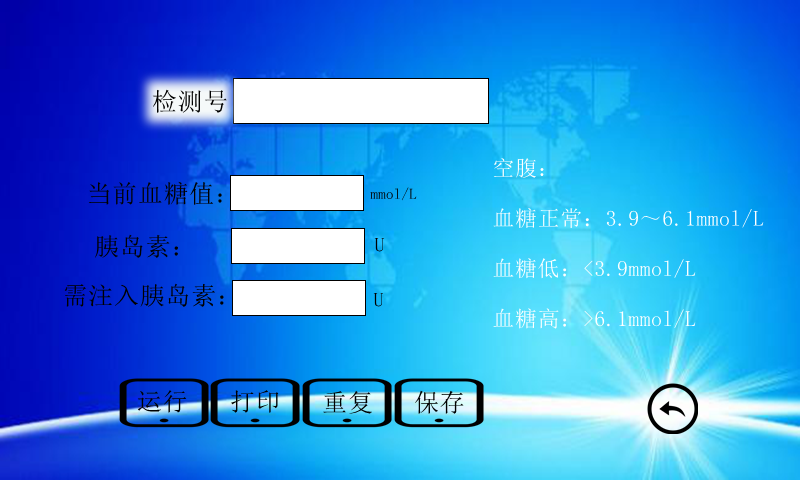 检测号
当前血糖值： mmol/L
胰岛素： U
需注入胰岛素： U
空腹：
血糖正常：3.9～6.1mmol/L
血糖低：<3.9mmol/L
血糖高：>6.1mmol/L
运行 打印 重复 保存